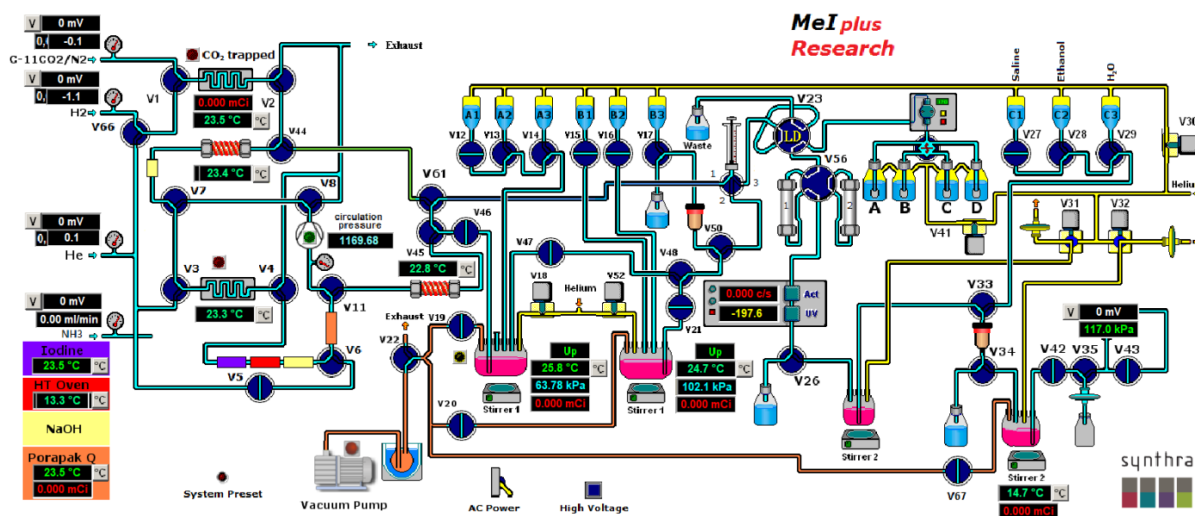 MeI plus
Research
V
0 mV
0,
-0.1
G-11CO2/N2
V
0 mV
0,
-1.1
H2
V66
V1
CO₂ trapped
0.000 mCi
23.5 °C
°C
V2
Exhaust
V44
23.4 °C
°C
V7
V8
circulation
pressure
1169.68
V
0 mV
0,
0.1
He
V3
V4
23.3 °C
°C
V11
V
0 mV
0.00 ml/min
NH3
V5
V6
Iodine
23.5 °C
°C
HT Oven
13.3 °C
°C
NaOH
Porapak Q
23.5 °C
°C
0.000 mCi
System Preset
Vacuum Pump
AC Power
High Voltage
V61
V46
V45
22.8 °C
°C
V47
V18
V52
Helium
Exhaust
V22
V19
V20
Up
25.8 °C
°C
63.78 kPa
0.000 mCi
Stirrer 1
Up
24.7 °C
°C
102.1 kPa
0.000 mCi
Stirrer 1
A1
A2
A3
B1
B2
B3
V12
V13
V14
V15
V16
V17
Waste
1
2
3
V50
V48
V21
V23
LD
V56
1
2
0.000 c/s
-197.6
Act
UV
V26
A
B
C
D
V41
Saline
Ethanol
H₂O
C1
C2
C3
V27
V28
V29
V30
Helium
V31
V32
V33
V34
Stirrer 2
V
0 mV
117.0 kPa
V42
V35
V43
V67
Stirrer 2
14.7 °C
°C
0.000 mCi
synthra